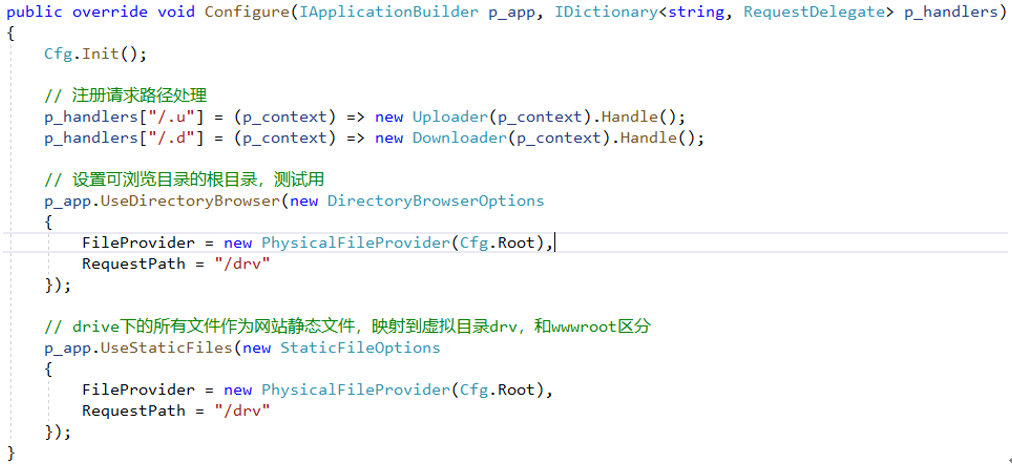 public override void Configure(IApplicationBuilder p_app, IDictionary<string, RequestDelegate> p_handlers)
{
    Cfg.Init();
    // 注册请求路径处理
    p_handlers["/.u"] = (p_context) => new Uploader(p_context).Handle();
    p_handlers["/.d"] = (p_context) => new Downloader(p_context).Handle();
    // 设置可浏览目录的根目录，测试用
    p_app.UseDirectoryBrowser(new DirectoryBrowserOptions
    {
        FileProvider = new PhysicalFileProvider(Cfg.Root),
        RequestPath = "/drv"
    });
    // drive下的所有文件作为网站静态文件，映射到虚拟目录drv，和wwwroot区分
    p_app.UseStaticFiles(new StaticFileOptions
    {
        FileProvider = new PhysicalFileProvider(Cfg.Root),
        RequestPath = "/drv"
    });
}